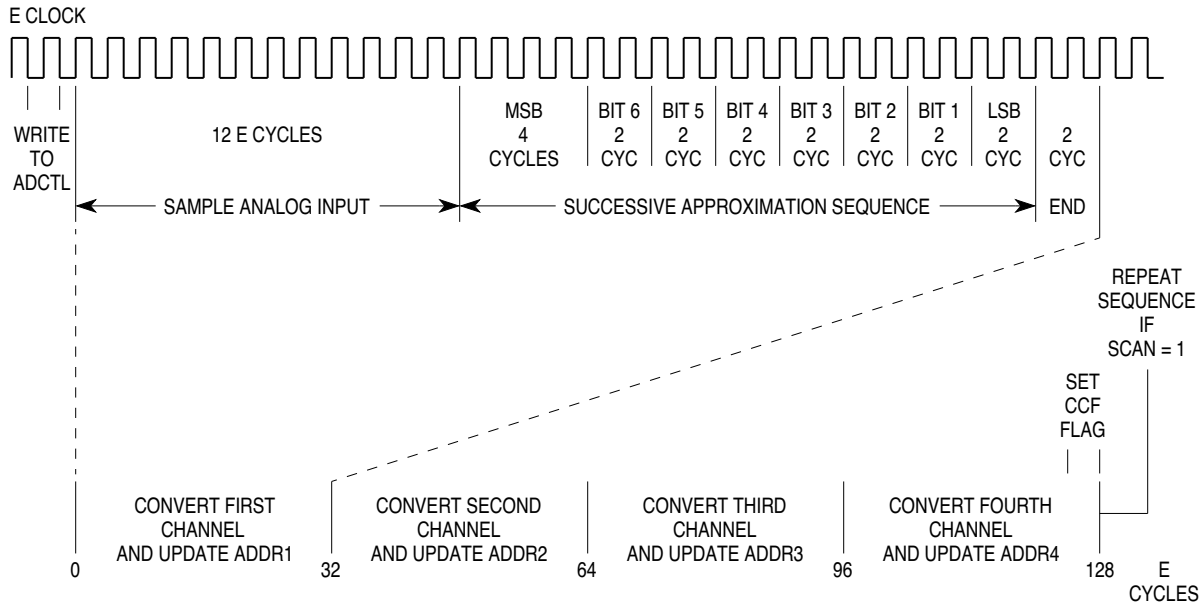 E CLOCK
WRITE
TO
ADCTL
12 E CYCLES
MSB
4
CYCLES
BIT 6
2
CYC
BIT 5
2
CYC
BIT 4
2
CYC
BIT 3
2
CYC
BIT 2
2
CYC
BIT 1
2
CYC
LSB
2
CYC
2
CYC
SAMPLE ANALOG INPUT
SUCCESSIVE APPROXIMATION SEQUENCE
END
REPEAT
SEQUENCE
IF
SCAN = 1
SET
CCF
FLAG
CONVERT FIRST
CHANNEL
AND UPDATE ADDR1
CONVERT SECOND
CHANNEL
AND UPDATE ADDR2
CONVERT THIRD
CHANNEL
AND UPDATE ADDR3
CONVERT FOURTH
CHANNEL
AND UPDATE ADDR4
0
32
64
96
128
E
CYCLES